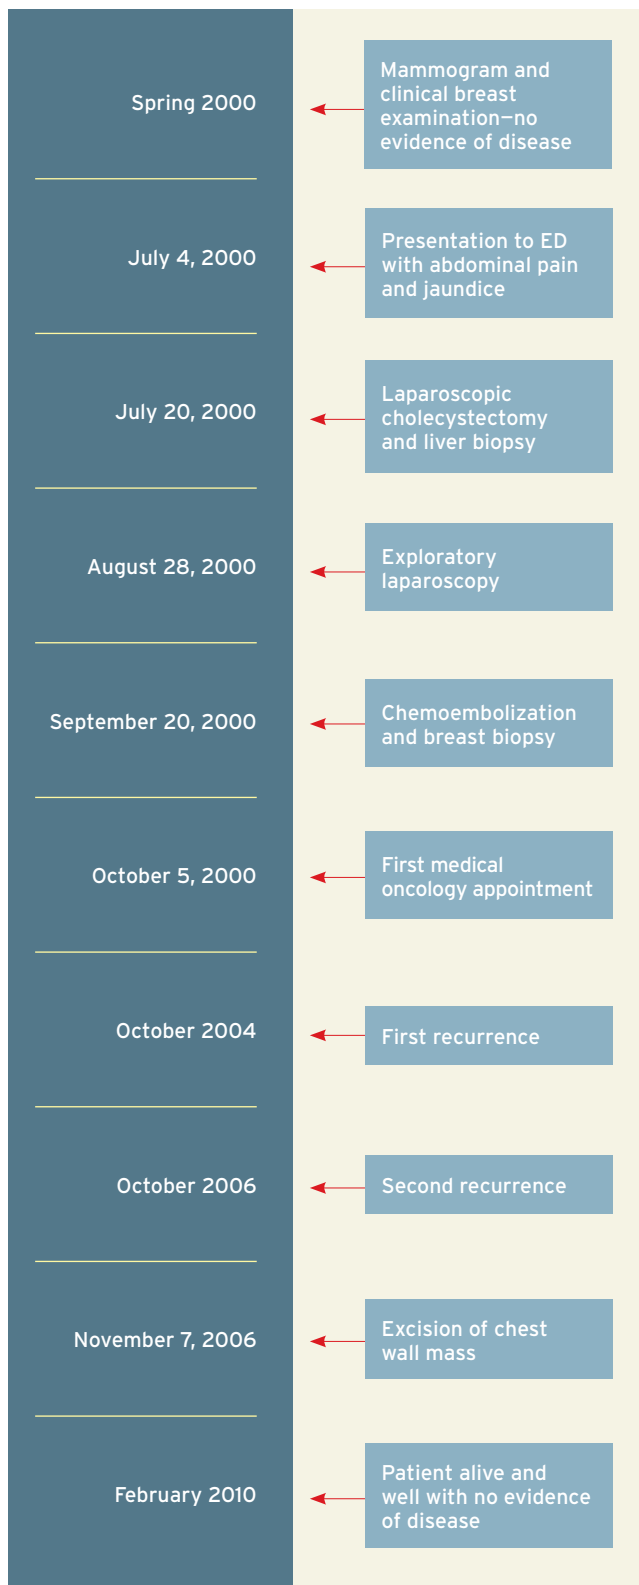 Spring 2000
Mammogram and
clinical breast
examination—no
evidence of disease
July 4, 2000
Presentation to ED
with abdominal pain
and jaundice
July 20, 2000
Laparoscopic
cholecystectomy
and liver biopsy
August 28, 2000
Exploratory
laparoscopy
September 20, 2000
Chemoembolization
and breast biopsy
October 5, 2000
First medical
oncology appointment
October 2004
First recurrence
October 2006
Second recurrence
November 7, 2006
Excision of chest
wall mass
February 2010
Patient alive and
well with no evidence
of disease